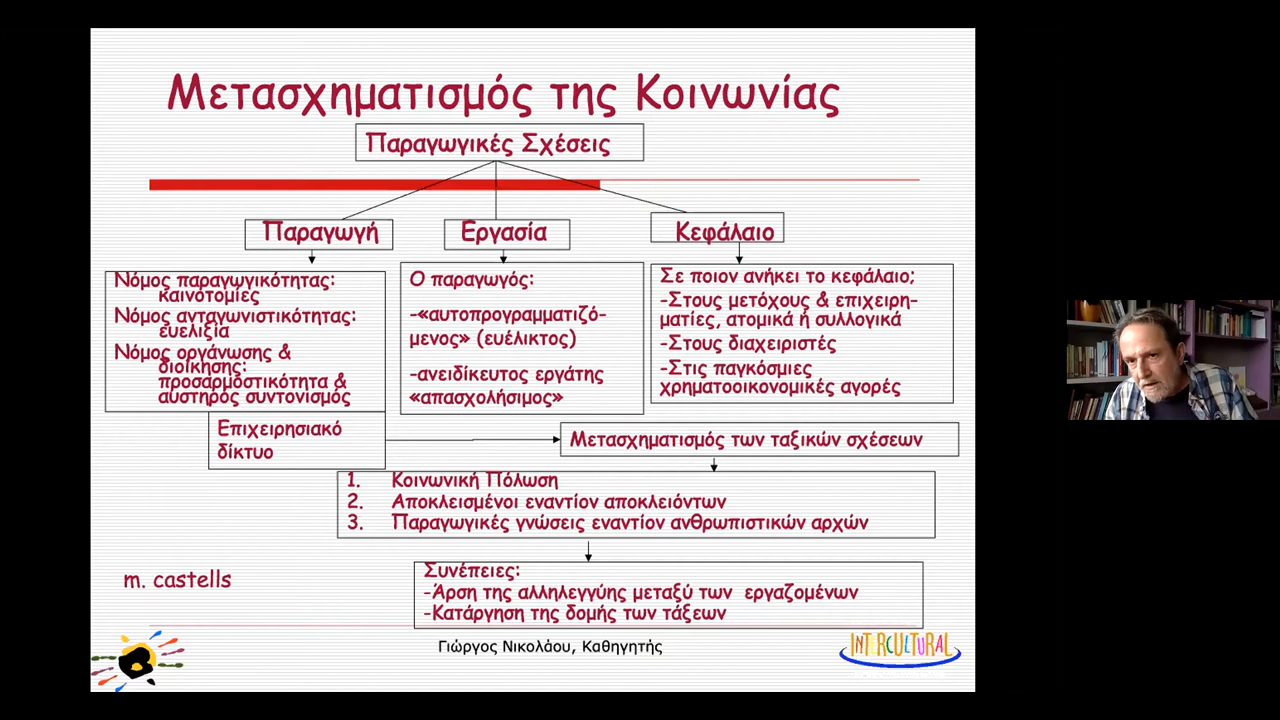 Μετασχηματισμός της Κοινωνίας
Παραγωγικές Σχέσεις
Παραγωγή
Εργασία
Κεφάλαιο
Νόμος παραγωγικότητας:
καινοτομίες
Νόμος ανταγωνιστικότητας:
ευελιξία
Νόμος οργάνωσης &
διοίκησης:
προσαρμοστικότητα &
αυστηρός συντονισμός
Ο παραγωγός:
-«αυτοπρογραμματιζό-
μενος» (ευέλικτος)
-ανειδίκευτος εργάτης
«απασχολήσιμος»
Σε ποιον ανήκει το κεφάλαιο;
-Στους μετόχους & επιχειρη-
ματίες, ατομικά ή συλλογικά
-Στους διαχειριστές
-Στις παγκόσμιες
χρηματοοικονομικές αγορές
Επιχειρησιακό
δίκτυο
Μετασχηματισμός των ταξικών σχέσεων
1. Κοινωνική Πόλωση
2. Αποκλεισμένοι εναντίον αποκλειόντων
3. Παραγωγικές γνώσεις εναντίον ανθρωπιστικών αρχών
Συνέπειες:
-Άρση της αλληλεγγύης μεταξύ των εργαζομένων
-Κατάργηση της δομής των τάξεων
m. castells
Γιώργος Νικολάου, Καθηγητής
INTERCULTURAL